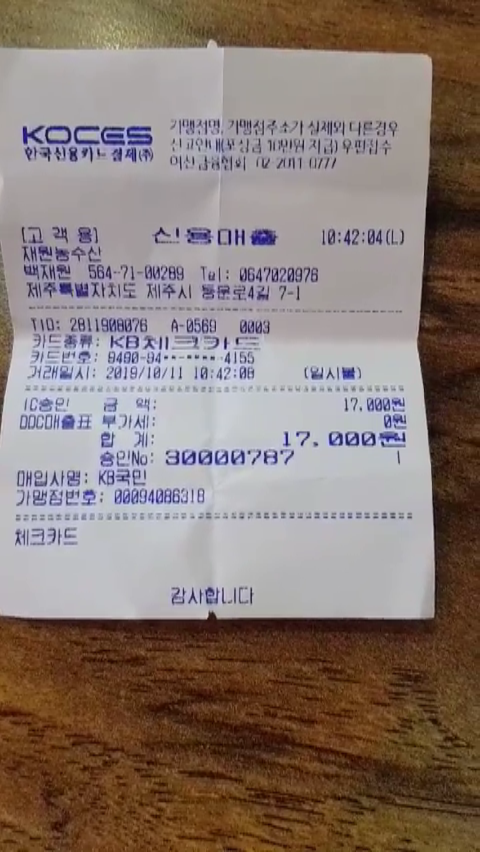 KOCES
한국신용카드결제(주)
가맹점명, 가맹점주소가 실제와 다른경우
신고안내(포상금 10만원 지급) 우편접수
여신금융협회 02-2011-0777
[고 객 용] 신용매출 10:42:04(L)
재원농수산
백재원 564-71-00289 Tel: 0647020976
제주특별자치도 제주시 동문로4길 7-1
TID: 2811908076 A-0569 0003
카드종류: KB체크카드
카드번호: 9490-94**-****-4155
거래일시: 2019/10/11 10:42:08 (일시불)
IC승인 금 액: 17,000원
DDC매출표 부가세: 0원
합 계: 17,000원
승인No: 30000787
매입사명: KB국민
가맹점번호: 00094086318
체크카드
감사합니다